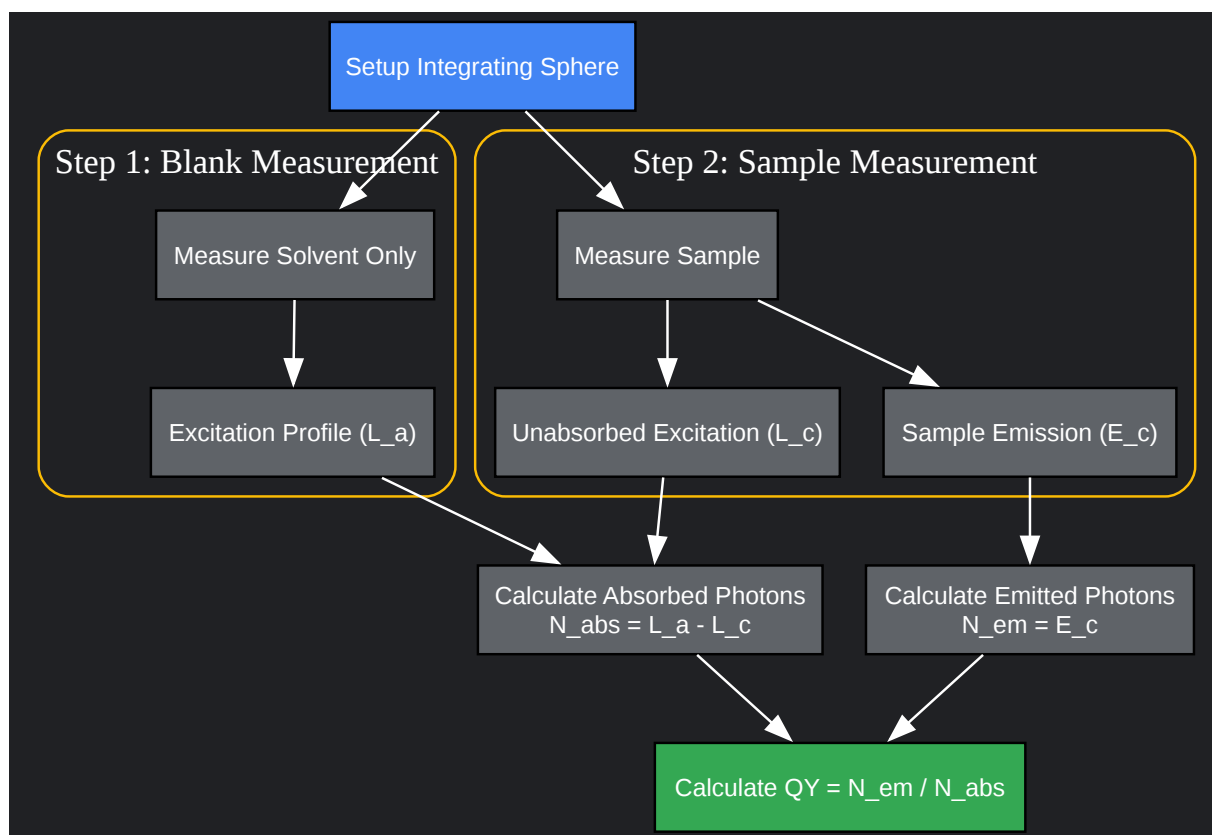 Setup Integrating Sphere
Step 1: Blank Measurement
Step 2: Sample Measurement
Measure Solvent Only
Measure Sample
Excitation Profile (L_a)
Unabsorbed Excitation (L_c)
Sample Emission (E_c)
Calculate Absorbed Photons
N_abs = L_a - L_c
Calculate Emitted Photons
N_em = E_c
Calculate QY = N_em / N_abs